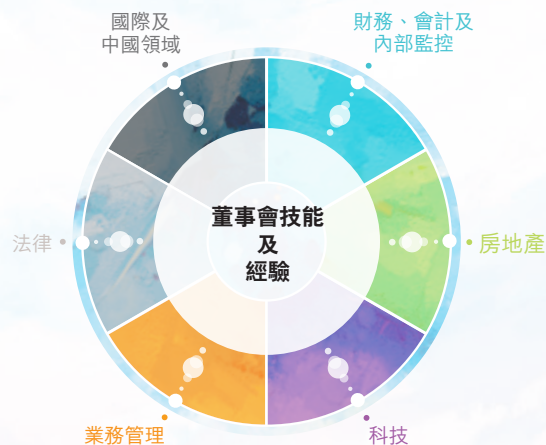 國際及
中國領域
財務、會計及
內部監控
董事會技能
及
經驗
法律
房地產
業務管理
科技